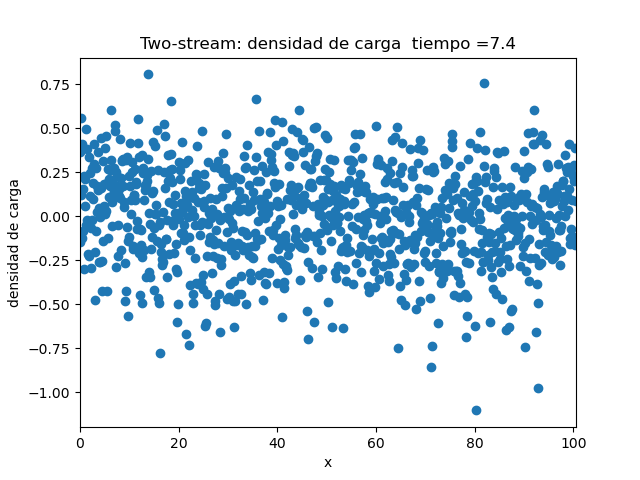 Two-stream: densidad de carga  tiempo =7.4
densidad de carga
0.75
0.50
0.25
0.00
−0.25
−0.50
−0.75
−1.00
0 20 40 60 80 100
x